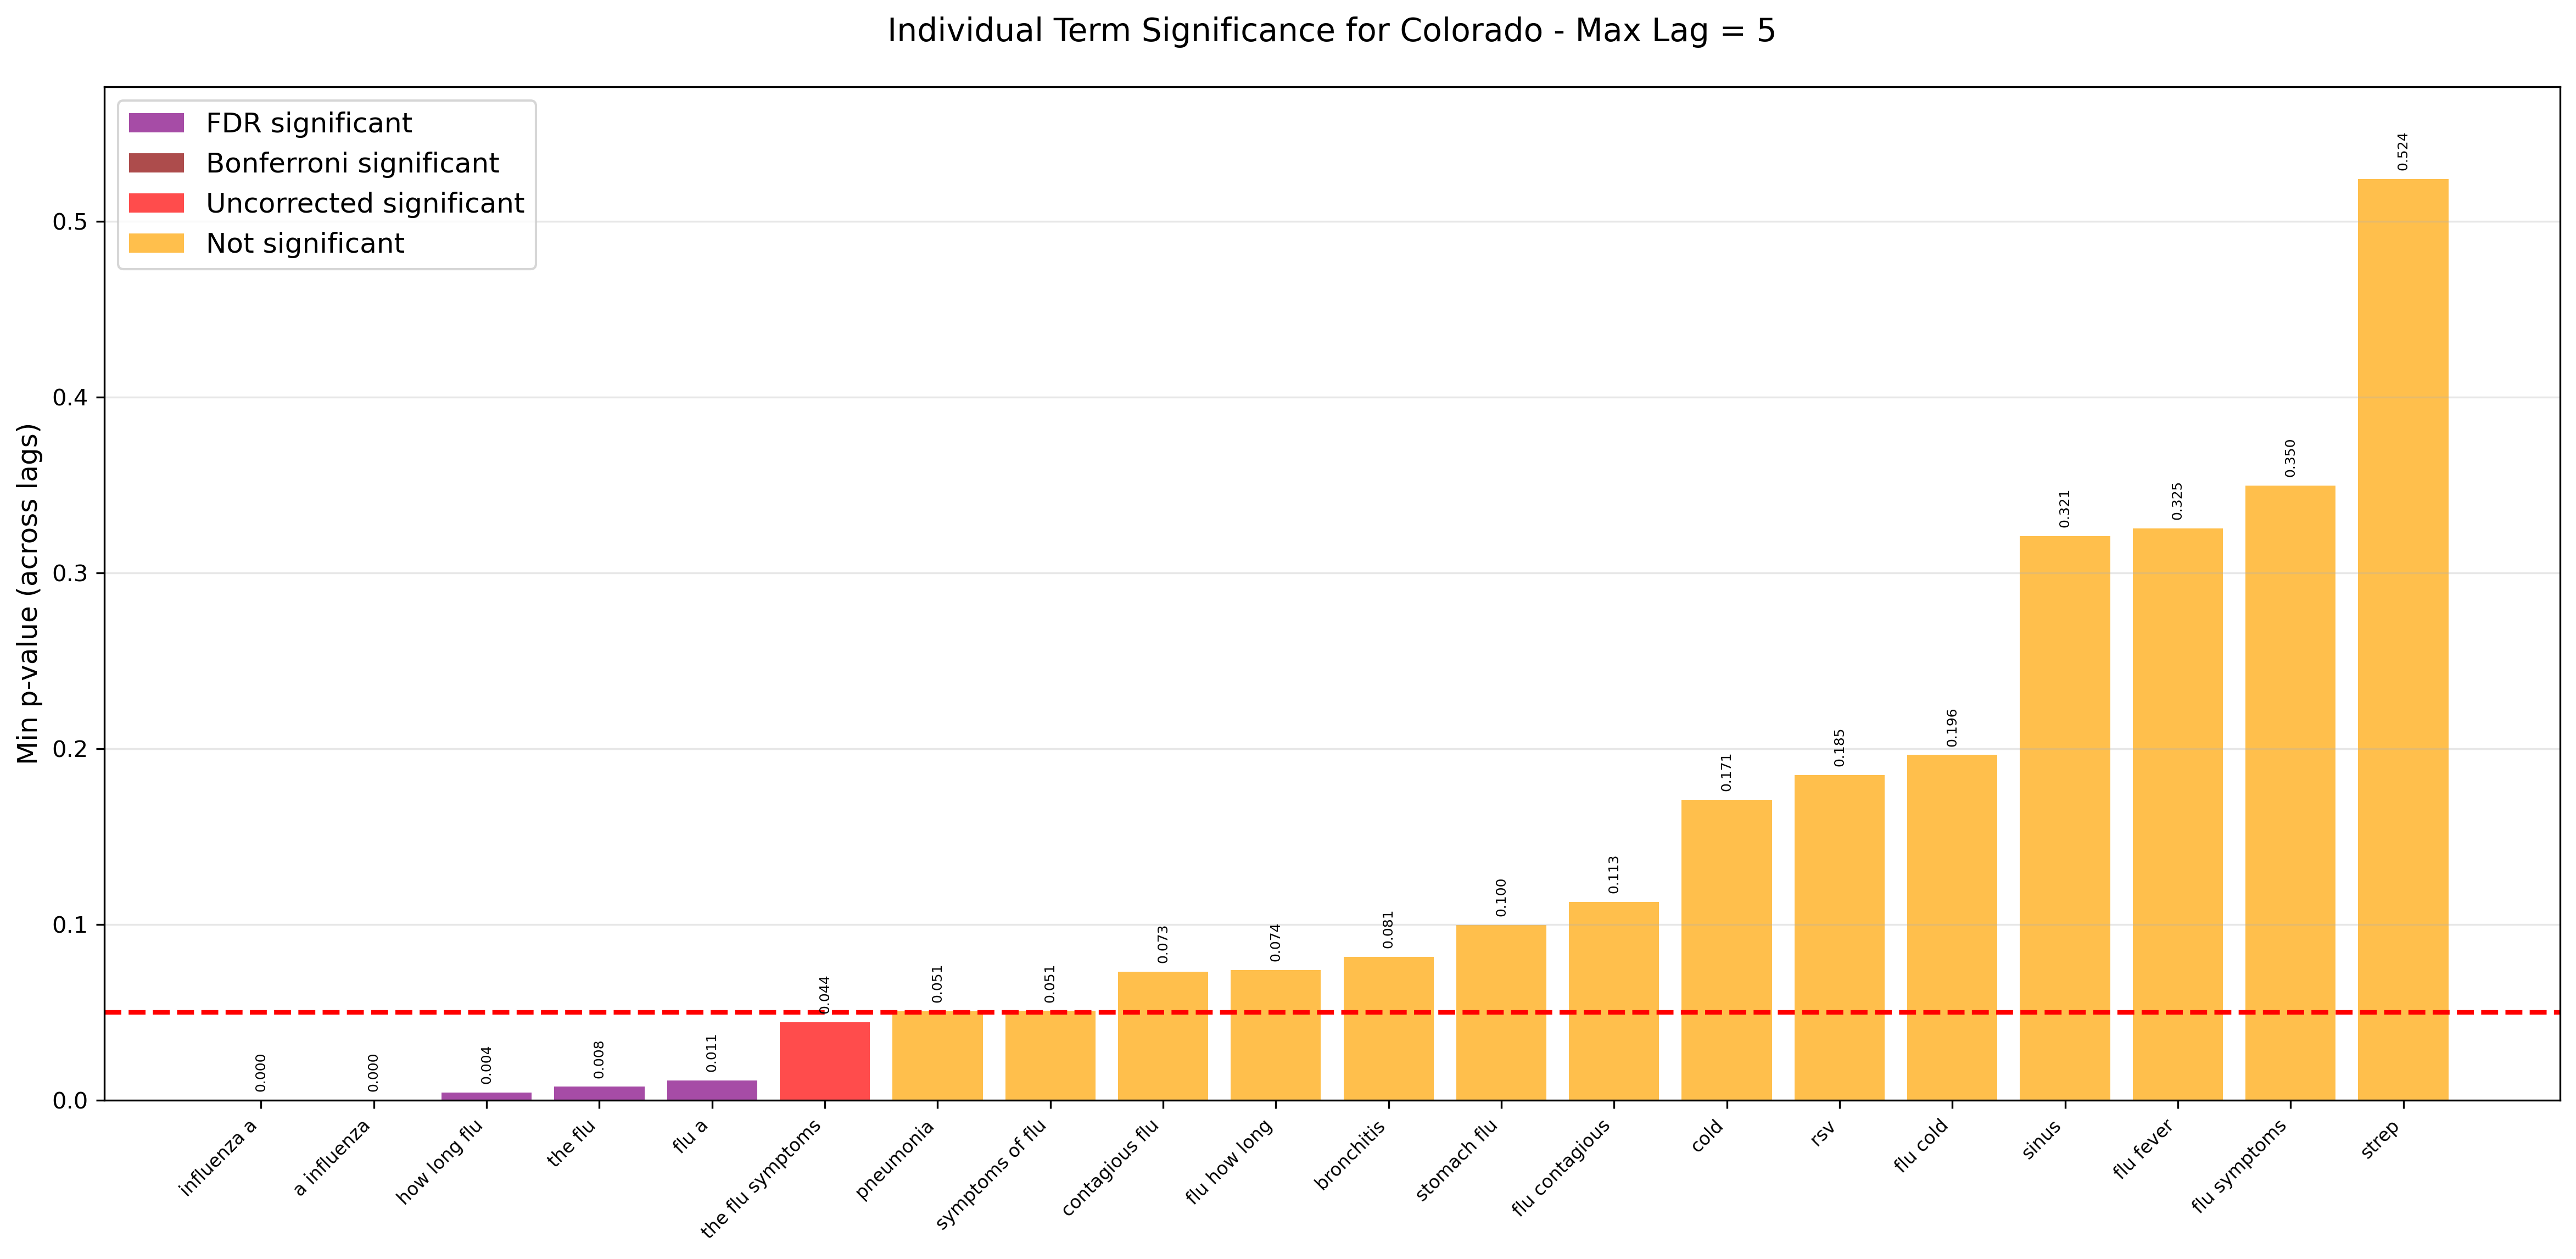 Individual Term Significance for Colorado - Max Lag = 5
FDR significant
Bonferroni significant
Uncorrected significant
Not significant
Min p-value (across lags)
0.5
0.4
0.3
0.2
0.1
0.0
0.000
0.000
0.004
0.008
0.011
0.044
0.051
0.051
0.073
0.074
0.081
0.100
0.113
0.171
0.185
0.196
0.321
0.325
0.350
0.524
influenza a
a influenza
how long flu
the flu
flu a
the flu symptoms
pneumonia
symptoms of flu
contagious flu
flu how long
bronchitis
stomach flu
flu contagious
cold
rsv
flu cold
sinus
flu fever
flu symptoms
strep